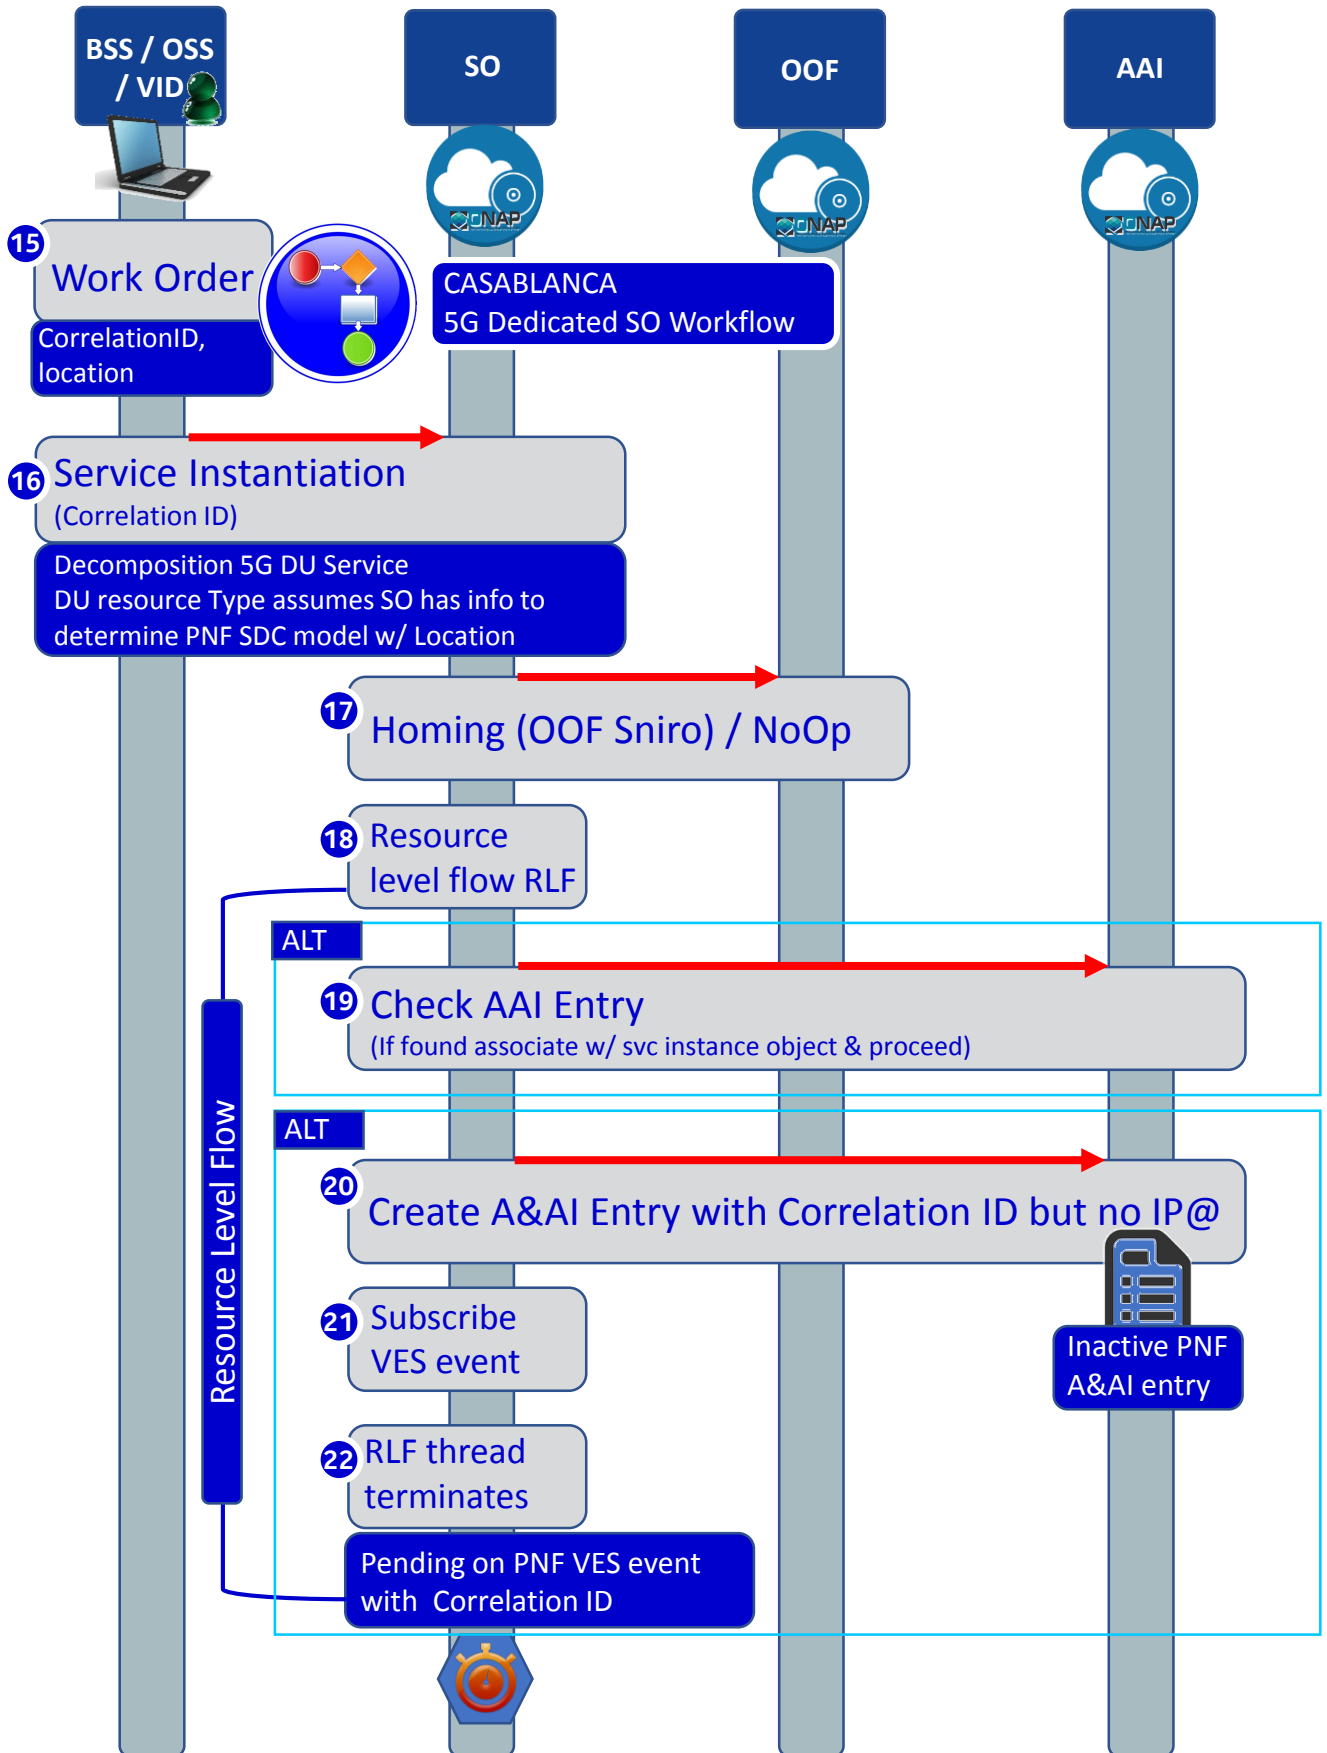 BSS / OSS
/ VID
SO
OOF
AAI
ONAP
ONAP
ONAP
15
Work Order
CorrelationID,
location
CASABLANCA
5G Dedicated SO Workflow
16
Service Instantiation
(Correlation ID)
Decomposition 5G DU Service
DU resource Type assumes SO has info to
determine PNF SDC model w/ Location
17
Homing (OOF Sniro) / NoOp
18
Resource
level flow RLF
ALT
19
Check AAI Entry
(If found associate w/ svc instance object & proceed)
Resource Level Flow
ALT
20
Create A&AI Entry with Correlation ID but no IP@
21
Subscribe
VES event
Inactive PNF
A&AI entry
22
RLF thread
terminates
Pending on PNF VES event
with  Correlation ID